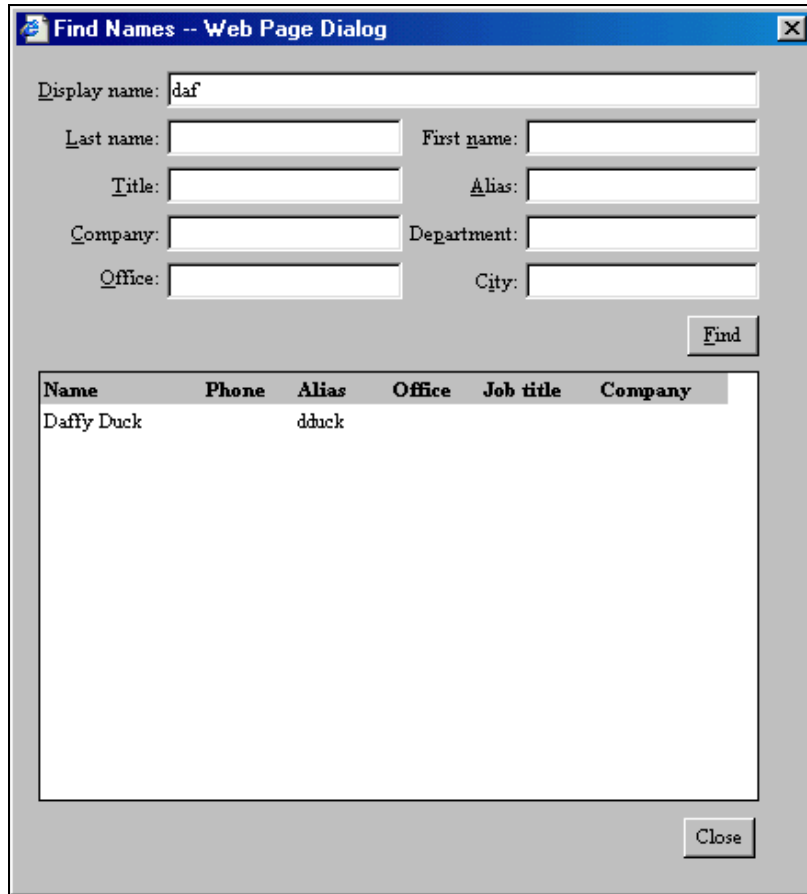 Find Names -- Web Page Dialog
Display name: daf
Last name: First name:
Title: Alias:
Company: Department:
Office: City:
Find
Name Phone Alias Office Job title Company
Daffy Duck dduck
Close